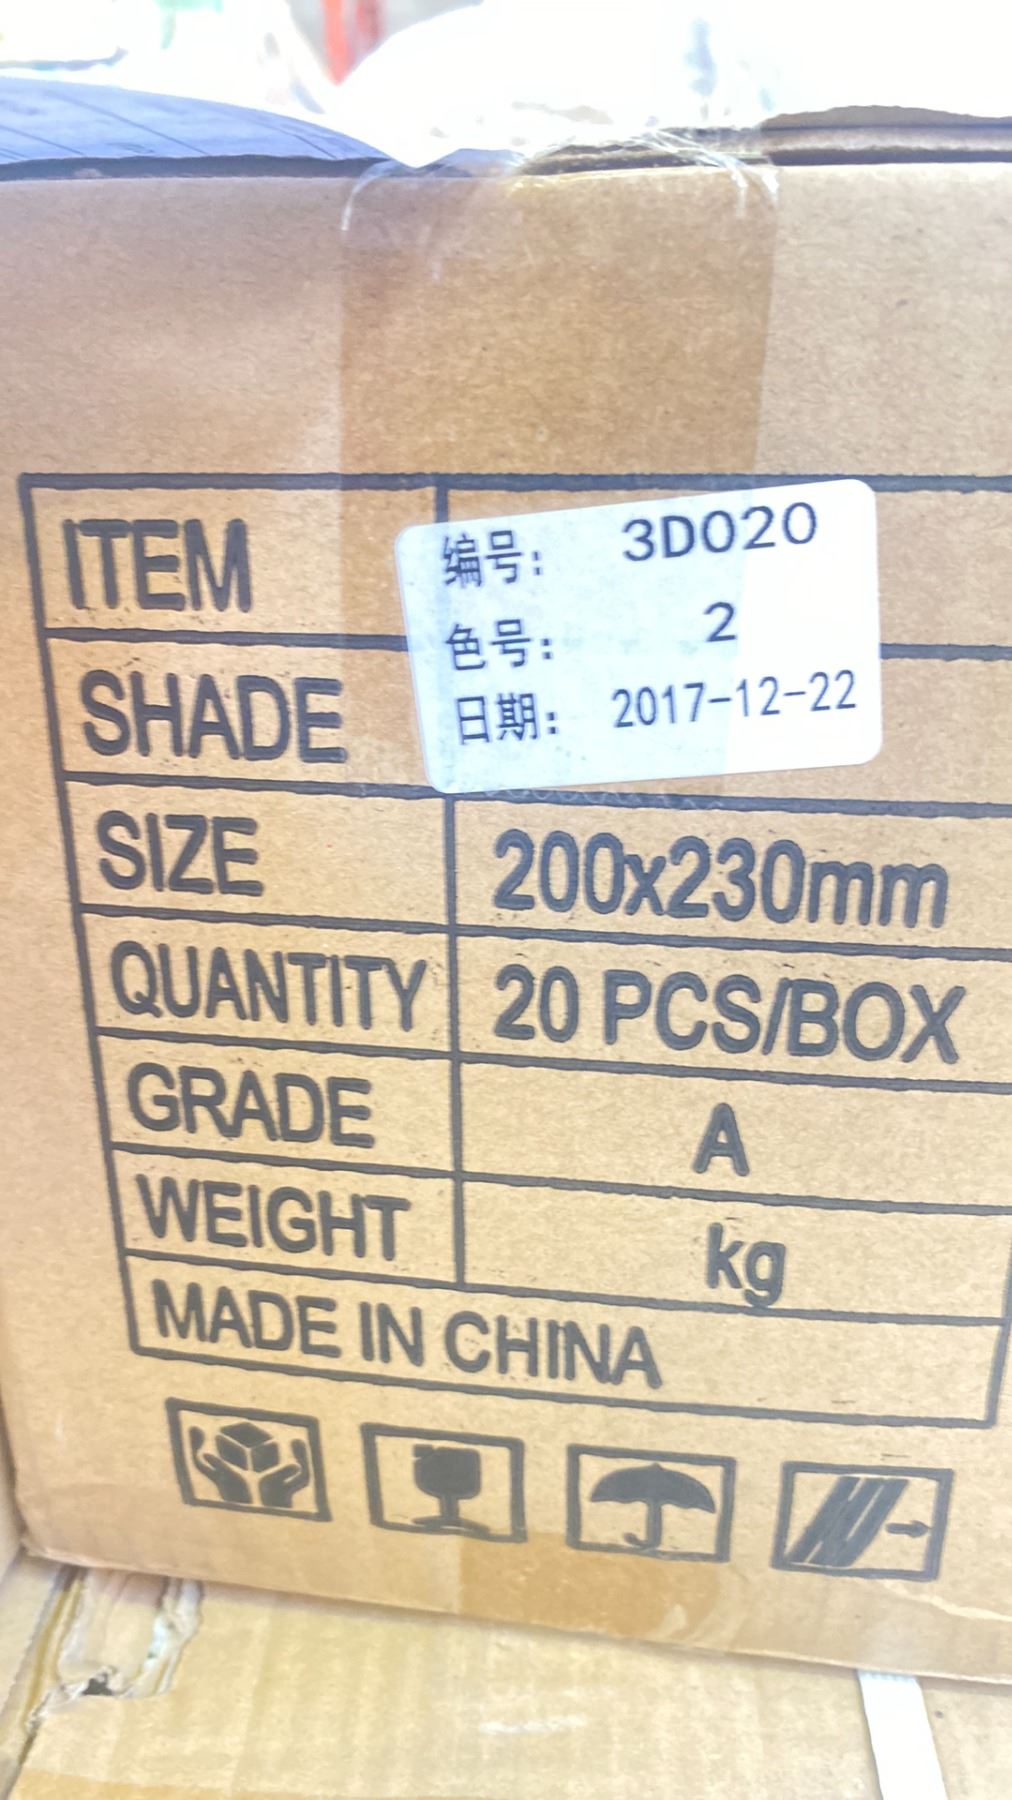 ITEM
编号： 3D020
色号： 2
日期： 2017-12-22
SHADE
SIZE 200x230mm
QUANTITY 20 PCS/BOX
GRADE A
WEIGHT kg
MADE IN CHINA